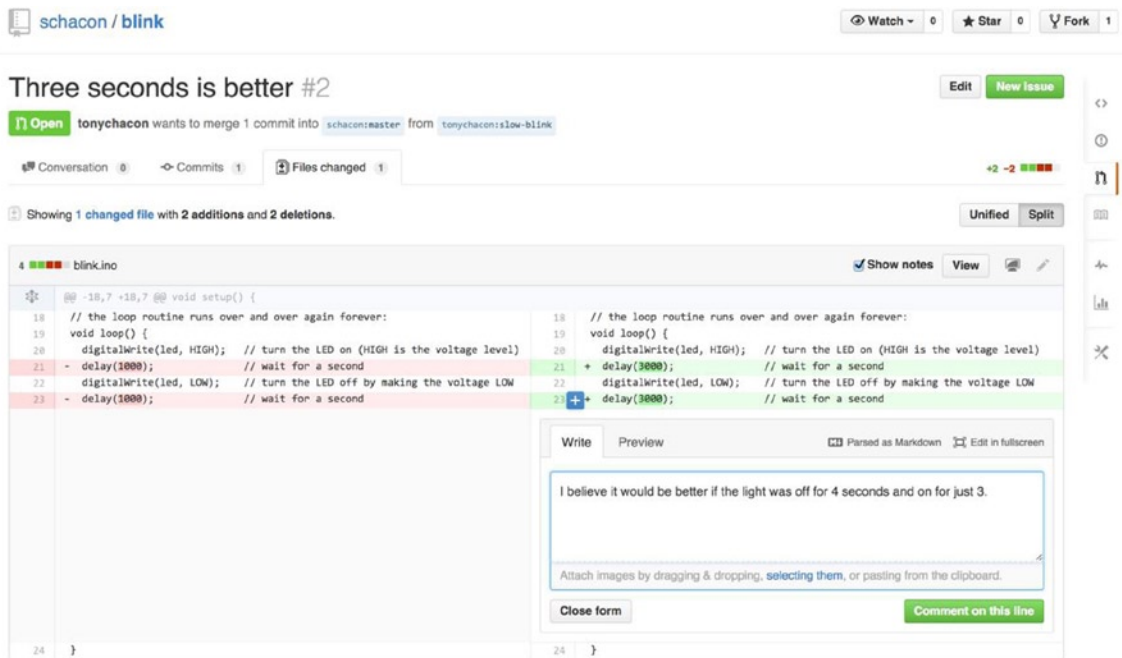 schacon / blink
Watch 0 Star 0 Fork 1
Three seconds is better #2
Edit New issue
Open tonychacon wants to merge 1 commit into schacon:master from tonychacon:slow-blink
Conversation 0 Commits 1 Files changed 1 +2 −2
Showing 1 changed file with 2 additions and 2 deletions.
Unified Split
4 blink.ino
Show notes View
@@ -18,7 +18,7 @@ void setup() {
18 // the loop routine runs over and over again forever:
19 void loop() {
20 digitalWrite(led, HIGH); // turn the LED on (HIGH is the voltage level)
21 - delay(1000); // wait for a second
22 digitalWrite(led, LOW); // turn the LED off by making the voltage LOW
23 - delay(1000); // wait for a second
24 }
18 // the loop routine runs over and over again forever:
19 void loop() {
20 digitalWrite(led, HIGH); // turn the LED on (HIGH is the voltage level)
21 + delay(3000); // wait for a second
22 digitalWrite(led, LOW); // turn the LED off by making the voltage LOW
23 + delay(3000); // wait for a second
Write Preview Parsed as Markdown Edit in fullscreen
I believe it would be better if the light was off for 4 seconds and on for just 3.
Attach images by dragging & dropping, selecting them, or pasting from the clipboard.
Close form Comment on this line
24 }